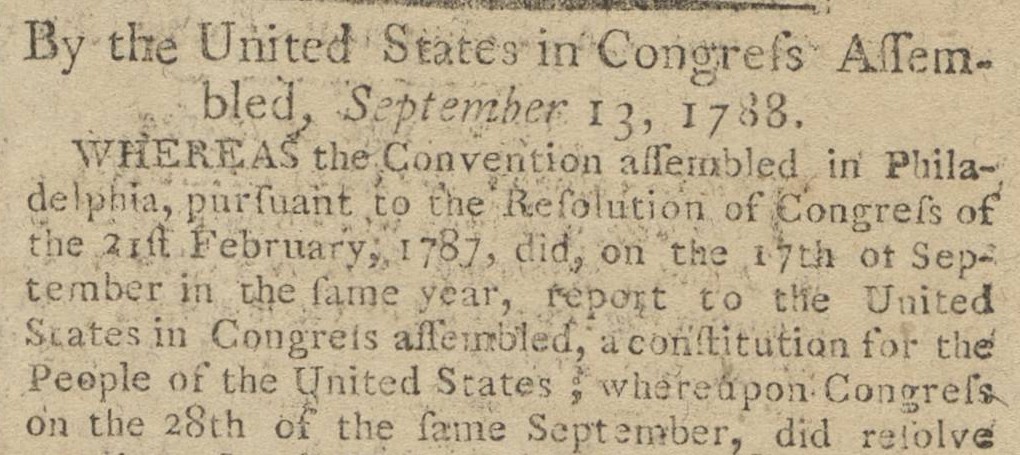 By the United States in Congreſs Aſſem-
bled, September 13, 1788.
WHEREAS the Convention aſſembled in Phila-
delphia, purſuant to the Reſolution of Congreſs of
the 21ſt February, 1787, did, on the 17th of Sep-
tember in the ſame year, report to the United
States in Congreſs aſſembled, a conſtitution for the
People of the United States ; whereupon Congreſs
on the 28th of the ſame September, did reſolve